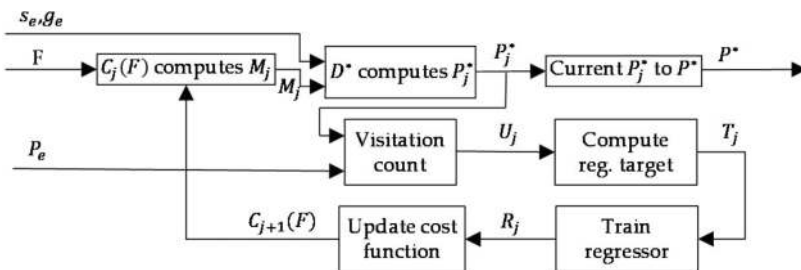 s_e,g_e
F
C_j(F) computes M_j
M_j
D* computes P_j*
P_j*
Current P_j* to P*
P*
P_e
Visitation
count
U_j
Compute
reg. target
T_j
C_{j+1}(F)
Update cost
function
R_j
Train
regressor